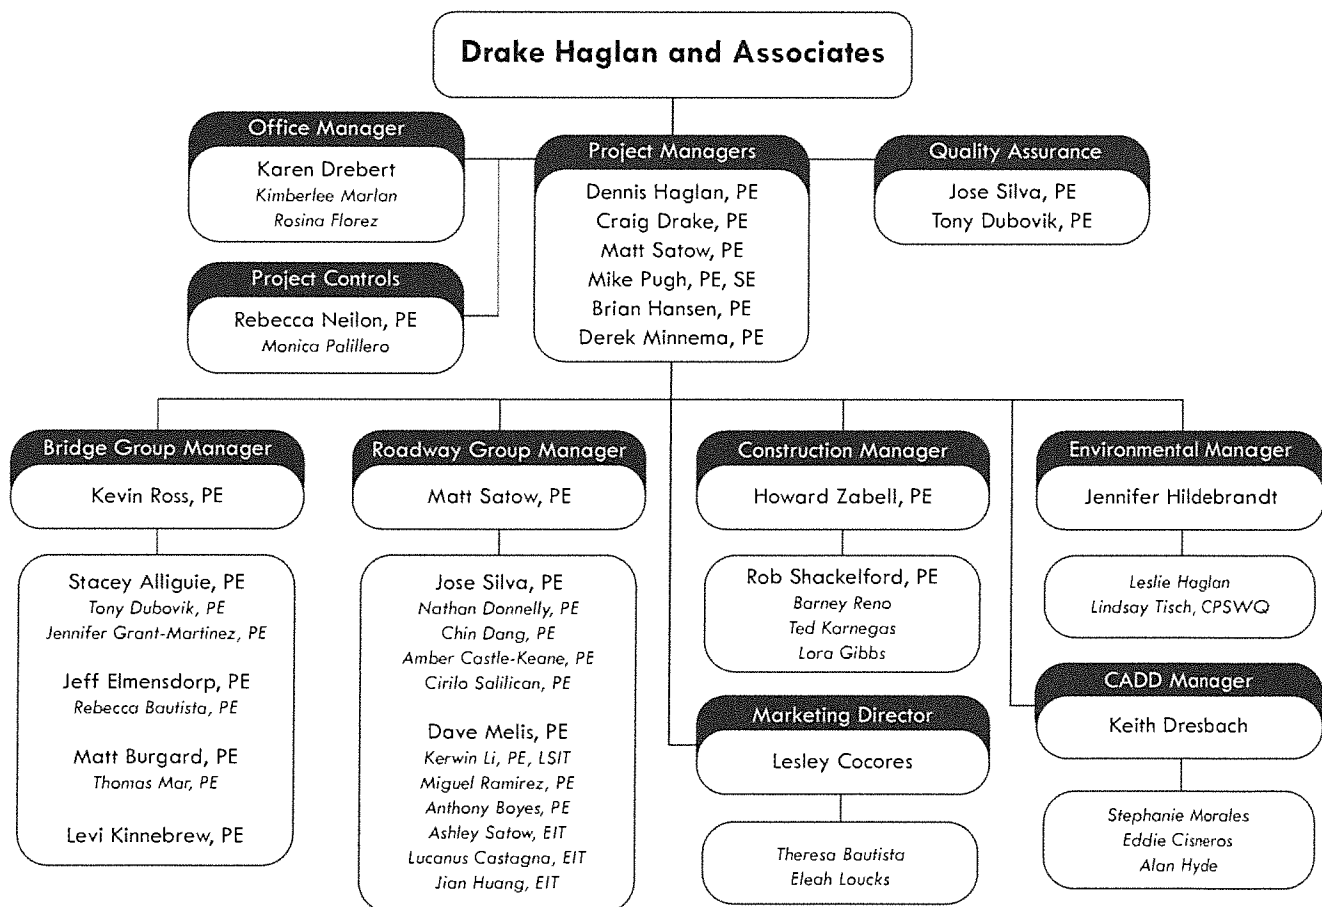 Drake Haglan and Associates
Office Manager
Karen Drebert
Kimberlee Marlan
Rosina Florez
Project Managers
Dennis Haglan, PE
Craig Drake, PE
Matt Satow, PE
Mike Pugh, PE, SE
Brian Hansen, PE
Derek Minnema, PE
Quality Assurance
Jose Silva, PE
Tony Dubovik, PE
Project Controls
Rebecca Neilon, PE
Monica Palillero
Bridge Group Manager
Kevin Ross, PE
Stacey Alliguie, PE
Tony Dubovik, PE
Jennifer Grant-Martinez, PE
Jeff Elmensdorp, PE
Rebecca Bautista, PE
Matt Burgard, PE
Thomas Mar, PE
Levi Kinnebrew, PE
Roadway Group Manager
Matt Satow, PE
Jose Silva, PE
Nathan Donnelly, PE
Chin Dang, PE
Amber Castle-Keane, PE
Cirilo Salilican, PE
Dave Melis, PE
Kerwin Li, PE, LSIT
Miguel Ramirez, PE
Anthony Boyes, PE
Ashley Satow, EIT
Lucanus Castagna, EIT
Jian Huang, EIT
Construction Manager
Howard Zabell, PE
Rob Shackelford, PE
Barney Reno
Ted Karnegas
Lora Gibbs
Marketing Director
Lesley Cocores
Theresa Bautista
Eleah Loucks
Environmental Manager
Jennifer Hildebrandt
Leslie Haglan
Lindsay Tisch, CPSWQ
CADD Manager
Keith Dresbach
Stephanie Morales
Eddie Cisneros
Alan Hyde